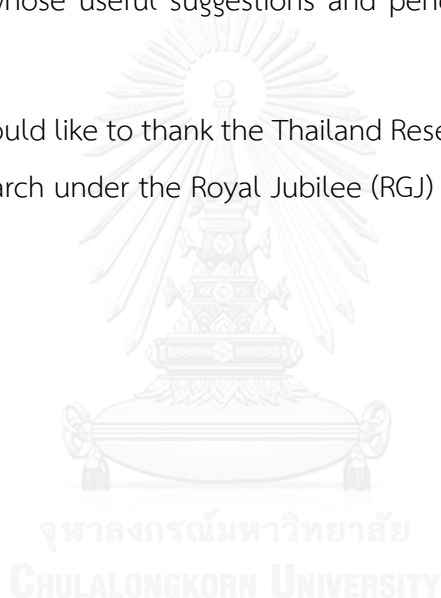 whose useful suggestions and
ould like to thank the Thailand Rese
arch under the Royal Jubilee (RGJ)
จุฬาลงกรณ์มหาวิทยาลัย
CHULALONGKORN UNIVERSITY